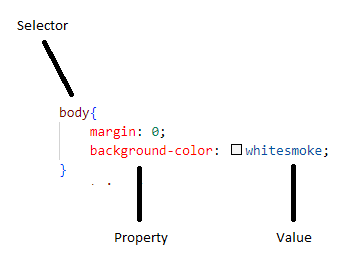 Selector
body{
margin: 0;
background-color: whitesmoke;
}
Property
Value